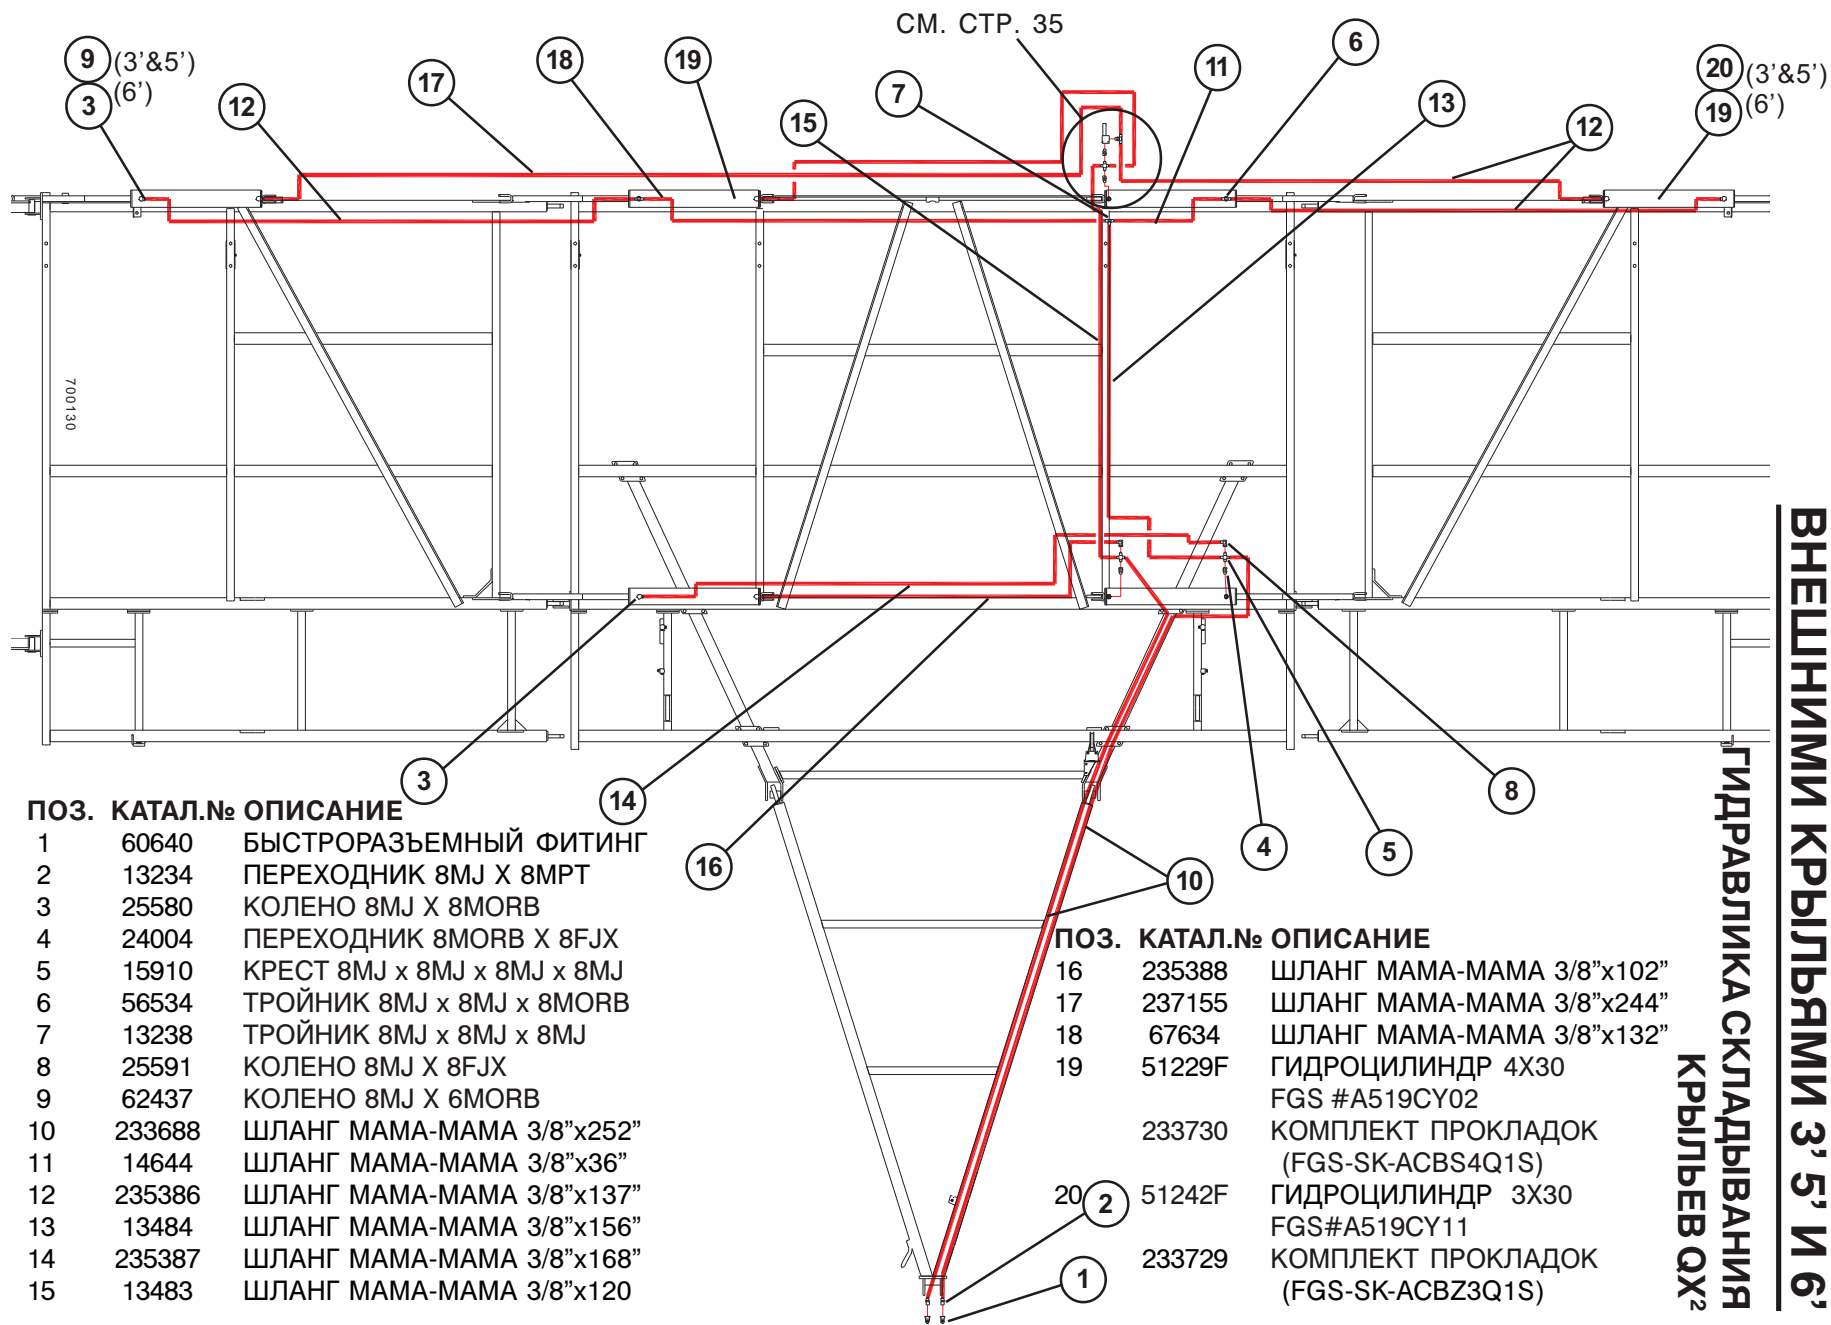 СМ. СТР. 35
9 (3’&5’)
3 (6’)
12
17
18
19
15
7
11
6
13
12
20 (3’&5’)
19 (6’)
12
700130
3
14
16
10
4
5
8
2
1
ПОЗ. КАТАЛ.№ ОПИСАНИЕ
1 60640 БЫСТРОРАЗЪЕМНЫЙ ФИТИНГ
2 13234 ПЕРЕХОДНИК 8MJ X 8MPT
3 25580 КОЛЕНО 8MJ X 8MORB
4 24004 ПЕРЕХОДНИК 8MORB X 8FJX
5 15910 КРЕСТ 8MJ x 8MJ x 8MJ x 8MJ
6 56534 ТРОЙНИК 8MJ x 8MJ x 8MORB
7 13238 ТРОЙНИК 8MJ x 8MJ x 8MJ
8 25591 КОЛЕНО 8MJ X 8FJX
9 62437 КОЛЕНО 8MJ X 6MORB
10 233688 ШЛАНГ МАМА-МАМА 3/8”x252”
11 14644 ШЛАНГ МАМА-МАМА 3/8”x36”
12 235386 ШЛАНГ МАМА-МАМА 3/8”x137”
13 13484 ШЛАНГ МАМА-МАМА 3/8”x156”
14 235387 ШЛАНГ МАМА-МАМА 3/8”x168”
15 13483 ШЛАНГ МАМА-МАМА 3/8”x120
ПОЗ. КАТАЛ.№ ОПИСАНИЕ
16 235388 ШЛАНГ МАМА-МАМА 3/8”x102”
17 237155 ШЛАНГ МАМА-МАМА 3/8”x244”
18 67634 ШЛАНГ МАМА-МАМА 3/8”x132”
19 51229F ГИДРОЦИЛИНДР 4X30
FGS #A519CY02
233730 КОМПЛЕКТ ПРОКЛАДОК
(FGS-SK-ACBS4Q1S)
20 51242F ГИДРОЦИЛИНДР 3X30
FGS#A519CY11
233729 КОМПЛЕКТ ПРОКЛАДОК
(FGS-SK-ACBZ3Q1S)
ВНЕШНИМИ КРЫЛЬЯМИ 3’ 5’ И 6’
ГИДРАВЛИКА СКЛАДЫВАНИЯ
КРЫЛЬЕВ QX²